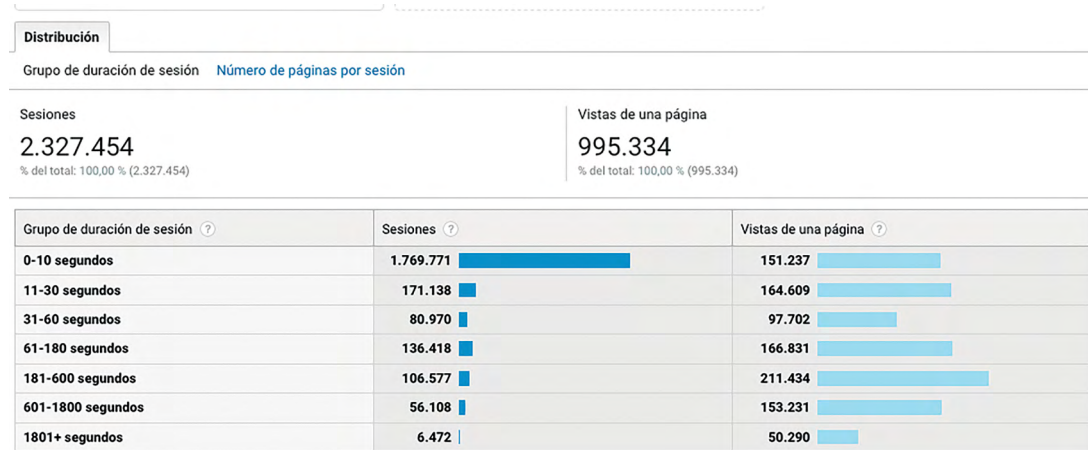 Distribución
Grupo de duración de sesión Número de páginas por sesión
Sesiones Vistas de una página
2.327.454 995.334
% del total: 100,00 % (2.327.454) % del total: 100,00 % (995.334)
Grupo de duración de sesión ? Sesiones ? Vistas de una página ?
0-10 segundos 1.769.771 151.237
11-30 segundos 171.138 164.609
31-60 segundos 80.970 97.702
61-180 segundos 136.418 166.831
181-600 segundos 106.577 211.434
601-1800 segundos 56.108 153.231
1801+ segundos 6.472 50.290